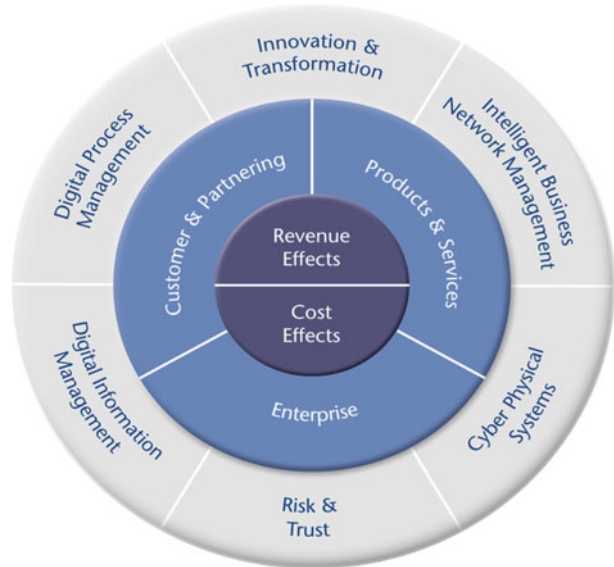 Innovation &
Transformation
Intelligent Business
Network Management
Cyber Physical
Systems
Risk &
Trust
Digital Information
Management
Digital Process
Management
Customer & Partnering
Products & Services
Enterprise
Revenue
Effects
Cost
Effects